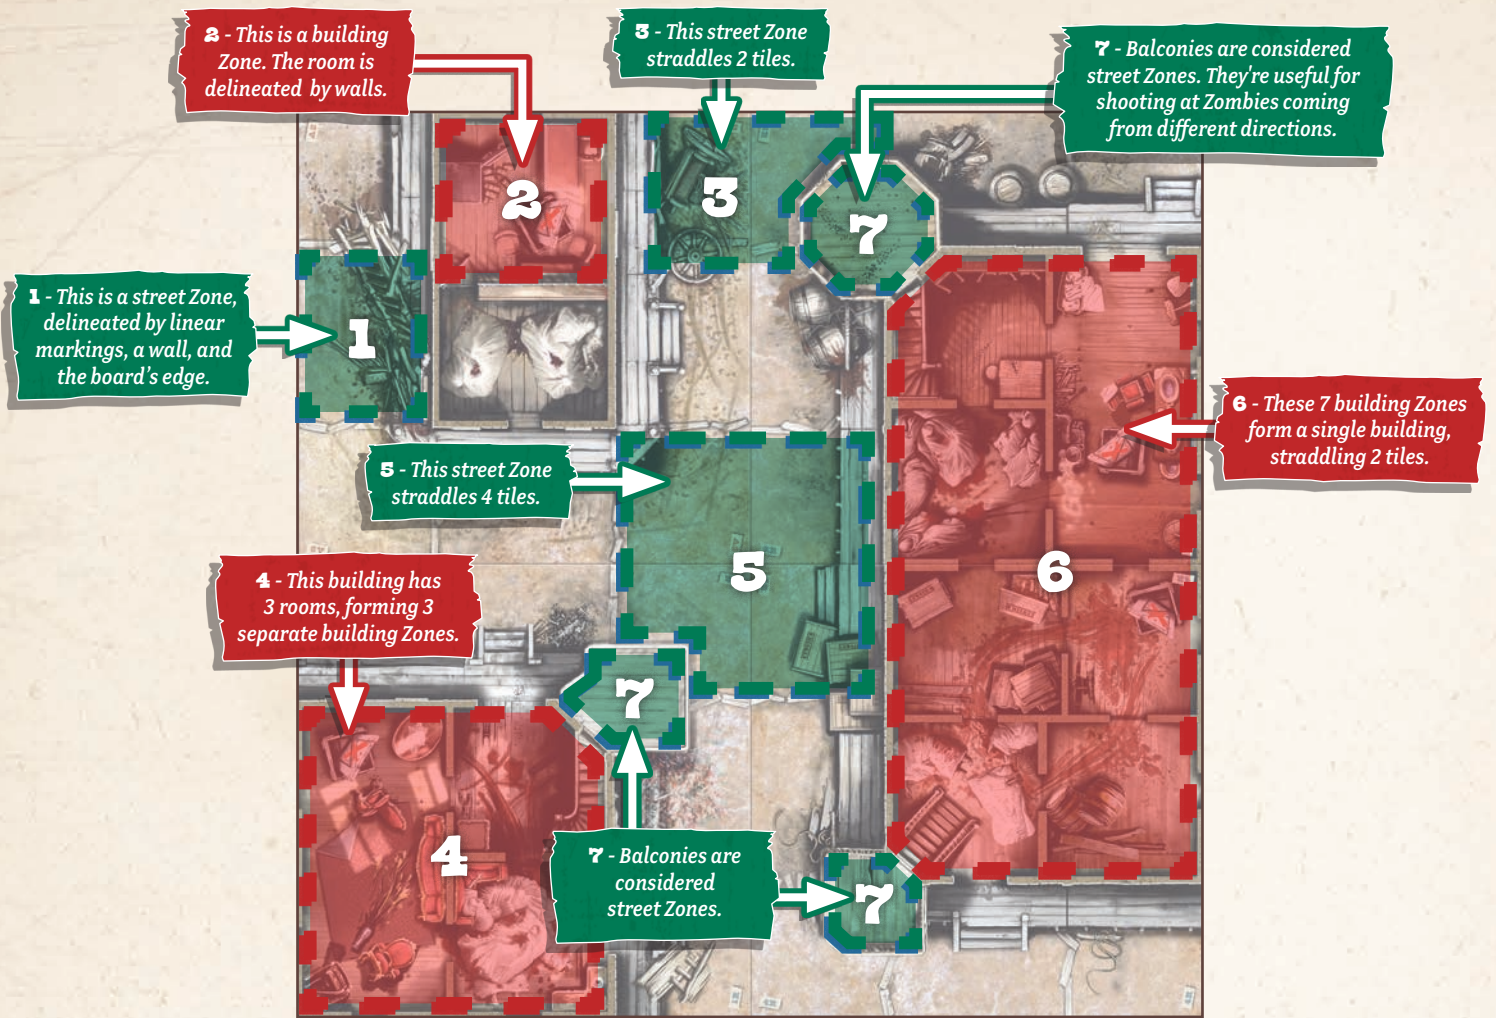 2 - This is a building
Zone. The room is
delineated by walls.
3 - This street Zone
straddles 2 tiles.
7 - Balconies are considered
street Zones. They're useful for
shooting at Zombies coming
from different directions.
2
3
7
1 - This is a street Zone,
delineated by linear
markings, a wall, and
the board's edge.
1
6 - These 7 building Zones
form a single building,
straddling 2 tiles.
5 - This street Zone
straddles 4 tiles.
5
6
4 - This building has
3 rooms, forming 3
separate building Zones.
7
4
7 - Balconies are
considered
street Zones.
7